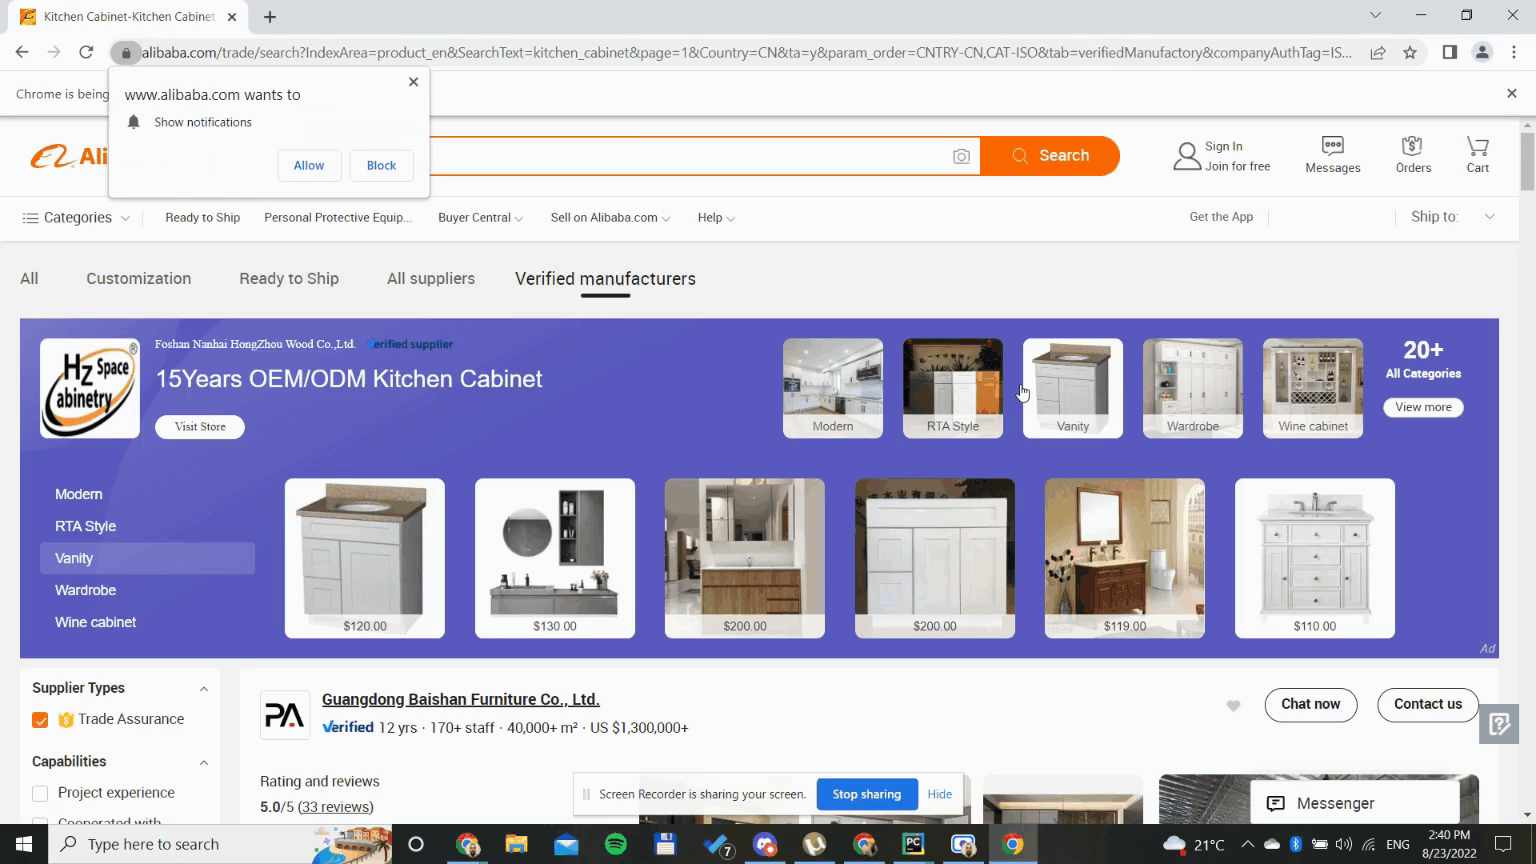 Kitchen Cabinet-Kitchen Cabinet
alibaba.com/trade/search?IndexArea=product_en&SearchText=kitchen_cabinet&page=1&Country=CN&ta=y&param_order=CNTRY-CN,CAT-ISO&tab=verifiedManufactory&companyAuthTag=IS...
Chrome is being
www.alibaba.com wants to
Show notifications
Allow
Block
Ali
Search
Sign In
Join for free
Messages
Orders
Cart
Categories
Ready to Ship
Personal Protective Equip...
Buyer Central
Sell on Alibaba.com
Help
Get the App
Ship to:
All
Customization
Ready to Ship
All suppliers
Verified manufacturers
Hz Space
abinetry
®
Foshan Nanhai HongZhou Wood Co.,Ltd.
Verified supplier
15Years OEM/ODM Kitchen Cabinet
Visit Store
Modern
RTA Style
Vanity
Wardrobe
Wine cabinet
20+
All Categories
View more
Modern
RTA Style
Vanity
Wardrobe
Wine cabinet
$120.00
$130.00
$200.00
$200.00
$119.00
$110.00
Ad
Supplier Types
Trade Assurance
Capabilities
Project experience
Cooperated with
PA
Guangdong Baishan Furniture Co., Ltd.
Verified 12 yrs · 170+ staff · 40,000+ m² · US $1,300,000+
Chat now
Contact us
Rating and reviews
5.0/5 (33 reviews)
Screen Recorder is sharing your screen.
Stop sharing
Hide
Messenger
Type here to search
7
PC
21°C
ENG
2:40 PM
8/23/2022